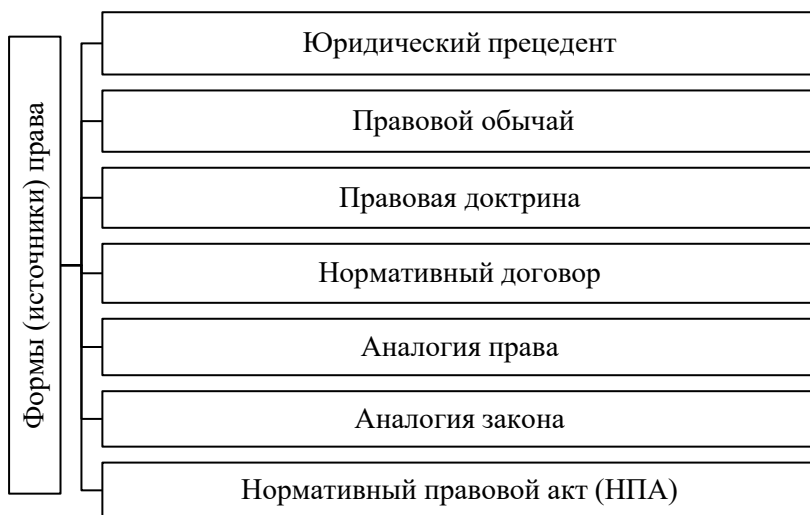 Формы (источники) права
Юридический прецедент
Правовой обычай
Правовая доктрина
Нормативный договор
Аналогия права
Аналогия закона
Нормативный правовой акт (НПА)